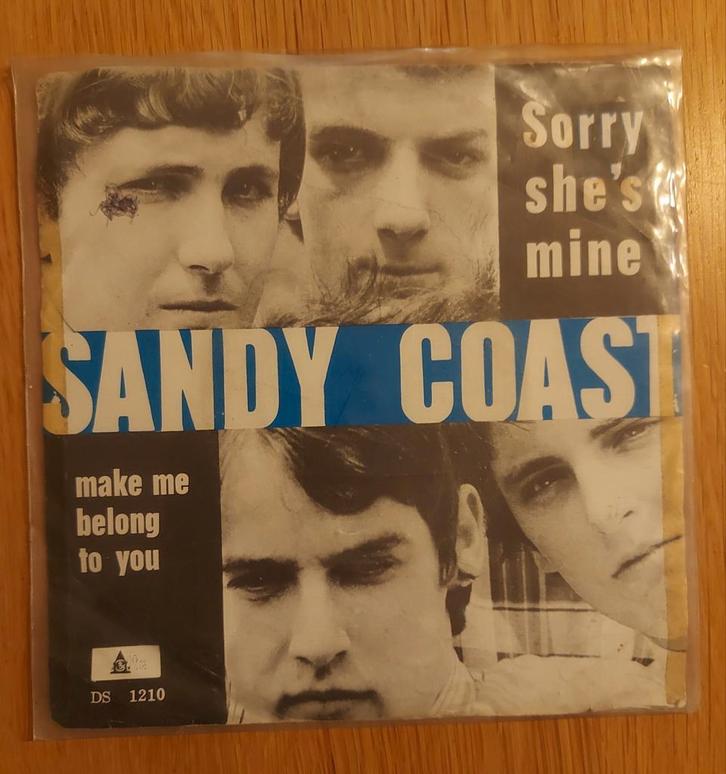 Sorry
she's
mine
SANDY COAST
make me
belong
to you
DS 1210